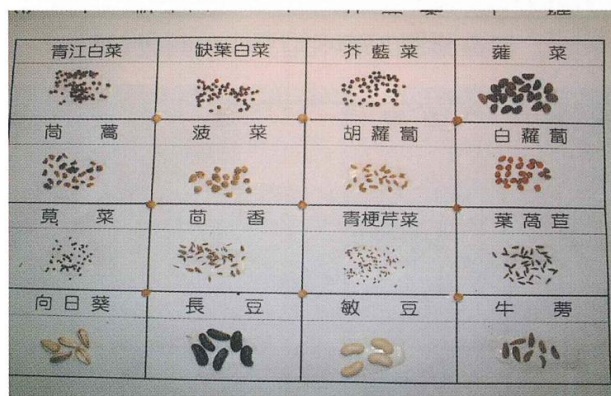 青江白菜 缺葉白菜 芥藍菜 蕹菜
茼蒿 菠菜 胡蘿蔔 白蘿蔔
莧菜 茴香 青梗芹菜 葉萵苣
向日葵 長豆 敏豆 牛蒡